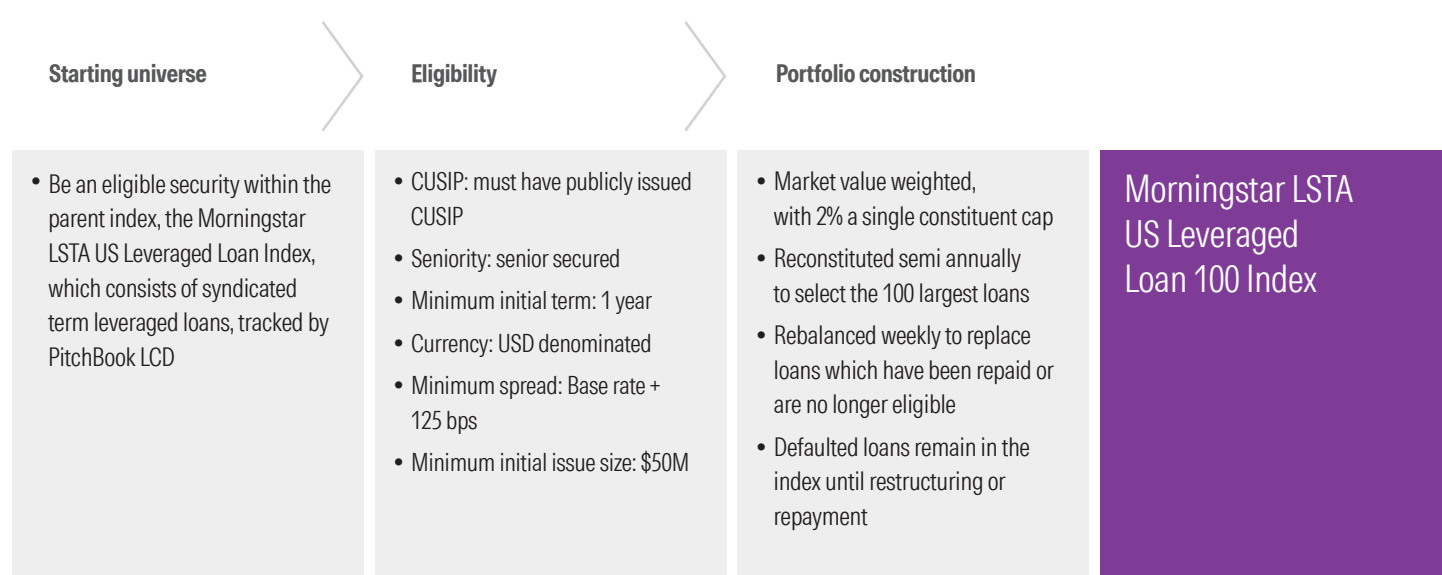 Starting universe
Eligibility
Portfolio construction
• Be an eligible security within the
parent index, the Morningstar
LSTA US Leveraged Loan Index,
which consists of syndicated
term leveraged loans, tracked by
PitchBook LCD
• CUSIP: must have publicly issued
CUSIP
• Seniority: senior secured
• Minimum initial term: 1 year
• Currency: USD denominated
• Minimum spread: Base rate +
125 bps
• Minimum initial issue size: $50M
• Market value weighted,
with 2% a single constituent cap
• Reconstituted semi annually
to select the 100 largest loans
• Rebalanced weekly to replace
loans which have been repaid or
are no longer eligible
• Defaulted loans remain in the
index until restructuring or
repayment
Morningstar LSTA
US Leveraged
Loan 100 Index